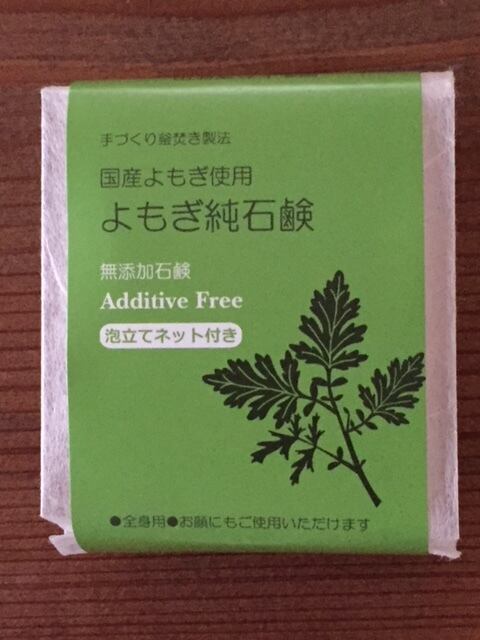 手づくり釜焚き製法
国産よもぎ使用
よもぎ純石鹸
無添加石鹸
Additive Free
泡立てネット付き
●全身用●お顔にもご使用いただけます